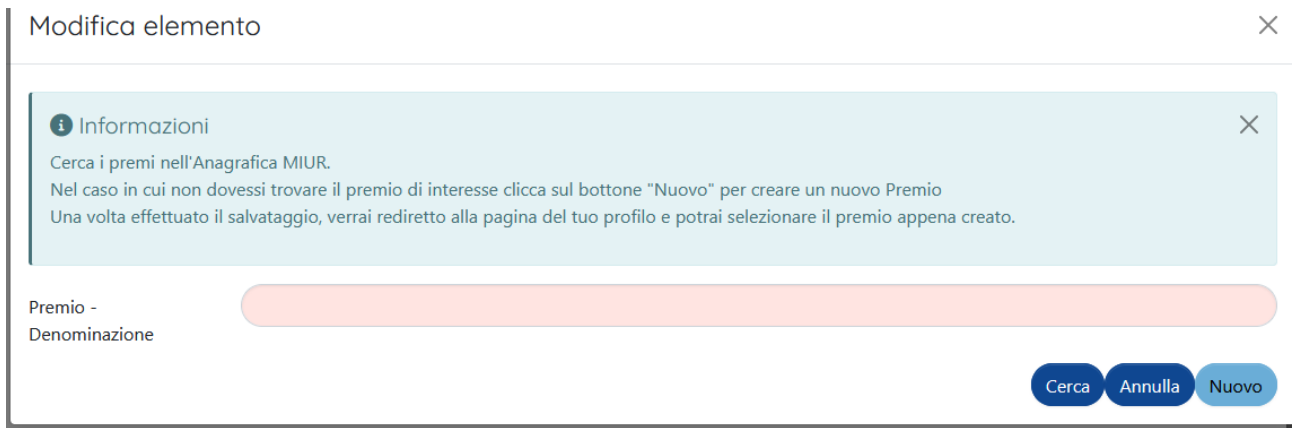 Modifica elemento
Informazioni
Cerca i premi nell'Anagrafica MIUR.
Nel caso in cui non dovessi trovare il premio di interesse clicca sul bottone "Nuovo" per creare un nuovo Premio
Una volta effettuato il salvataggio, verrai rediretto alla pagina del tuo profilo e potrai selezionare il premio appena creato.
Premio -
Denominazione
Cerca Annulla Nuovo